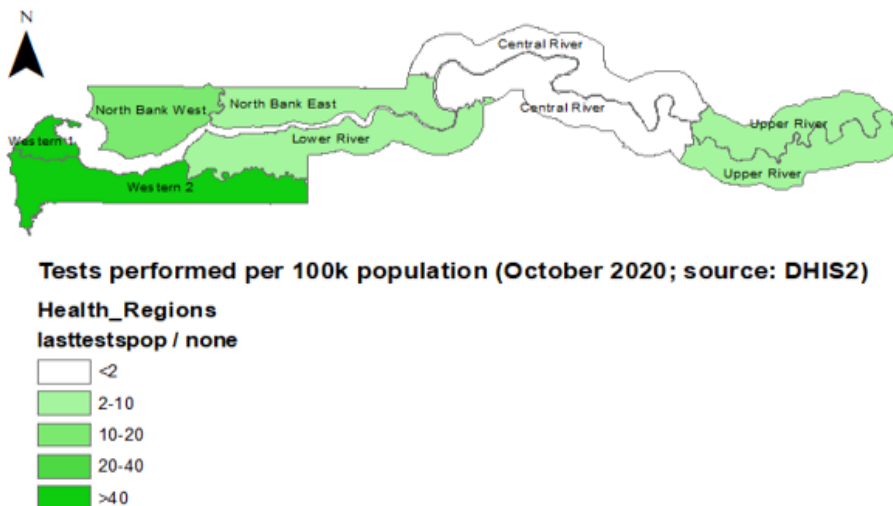 N
Central River
North Bank West
North Bank East
Central River
Western 1
Lower River
Upper River
Western 2
Upper River
Tests performed per 100k population (October 2020; source: DHIS2)
Health_Regions
lasttestspop / none
<2
2-10
10-20
20-40
>40